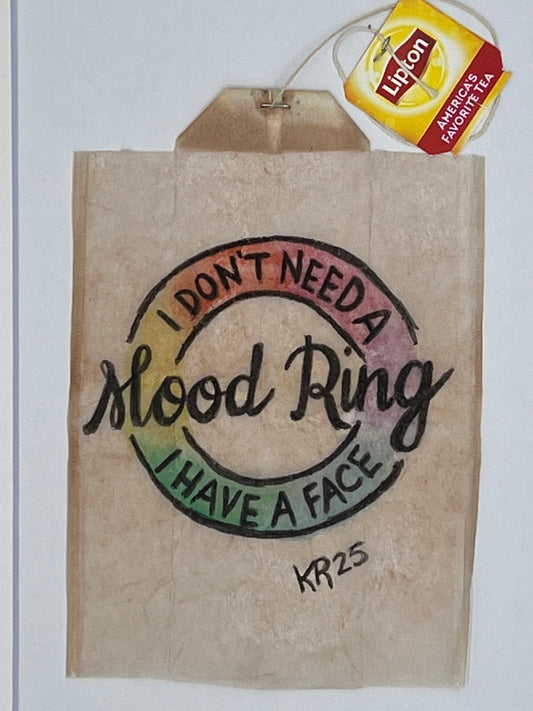 Lipton
AMERICA'S
FAVORITE TEA
I DON'T NEED A
Mood Ring
I HAVE A FACE
KR25